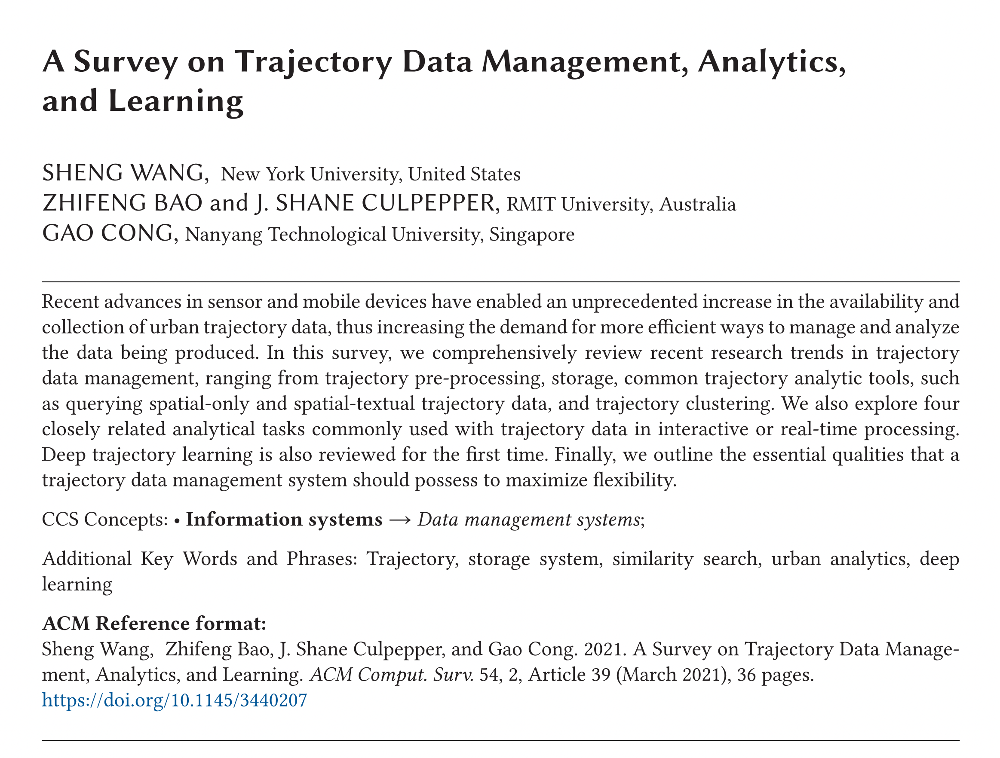 A Survey on Trajectory Data Management, Analytics,
and Learning
SHENG WANG, New York University, United States
ZHIFENG BAO and J. SHANE CULPEPPER, RMIT University, Australia
GAO CONG, Nanyang Technological University, Singapore
Recent advances in sensor and mobile devices have enabled an unprecedented increase in the availability and
collection of urban trajectory data, thus increasing the demand for more efficient ways to manage and analyze
the data being produced. In this survey, we comprehensively review recent research trends in trajectory
data management, ranging from trajectory pre-processing, storage, common trajectory analytic tools, such
as querying spatial-only and spatial-textual trajectory data, and trajectory clustering. We also explore four
closely related analytical tasks commonly used with trajectory data in interactive or real-time processing.
Deep trajectory learning is also reviewed for the first time. Finally, we outline the essential qualities that a
trajectory data management system should possess to maximize flexibility.
CCS Concepts: • Information systems → Data management systems;
Additional Key Words and Phrases: Trajectory, storage system, similarity search, urban analytics, deep
learning
ACM Reference format:
Sheng Wang, Zhifeng Bao, J. Shane Culpepper, and Gao Cong. 2021. A Survey on Trajectory Data Manage-
ment, Analytics, and Learning. ACM Comput. Surv. 54, 2, Article 39 (March 2021), 36 pages.
https://doi.org/10.1145/3440207